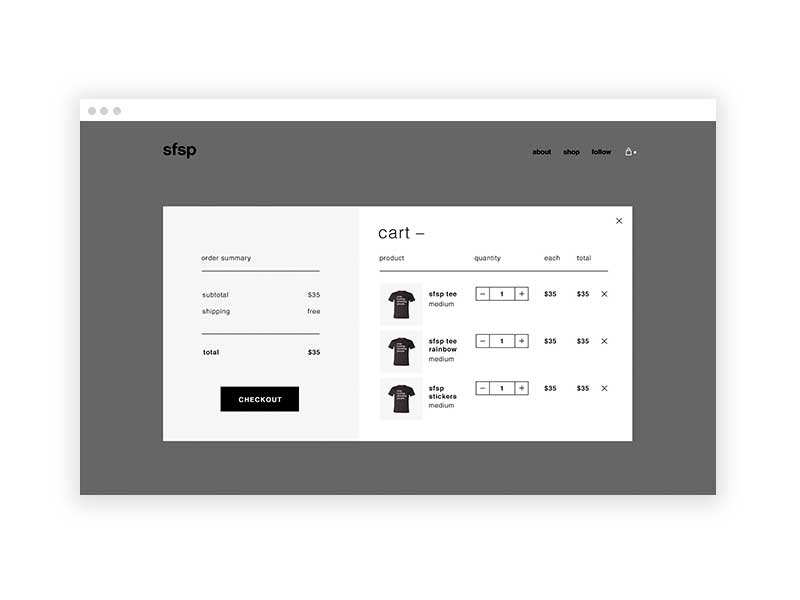 sfsp
about shop follow
cart –
order summary
subtotal $35
shipping free
total $35
CHECKOUT
product quantity each total
sfsp tee
medium
− 1 + $35 $35 ×
sfsp tee
rainbow
medium
− 1 + $35 $35 ×
sfsp
stickers
medium
− 1 + $35 $35 ×